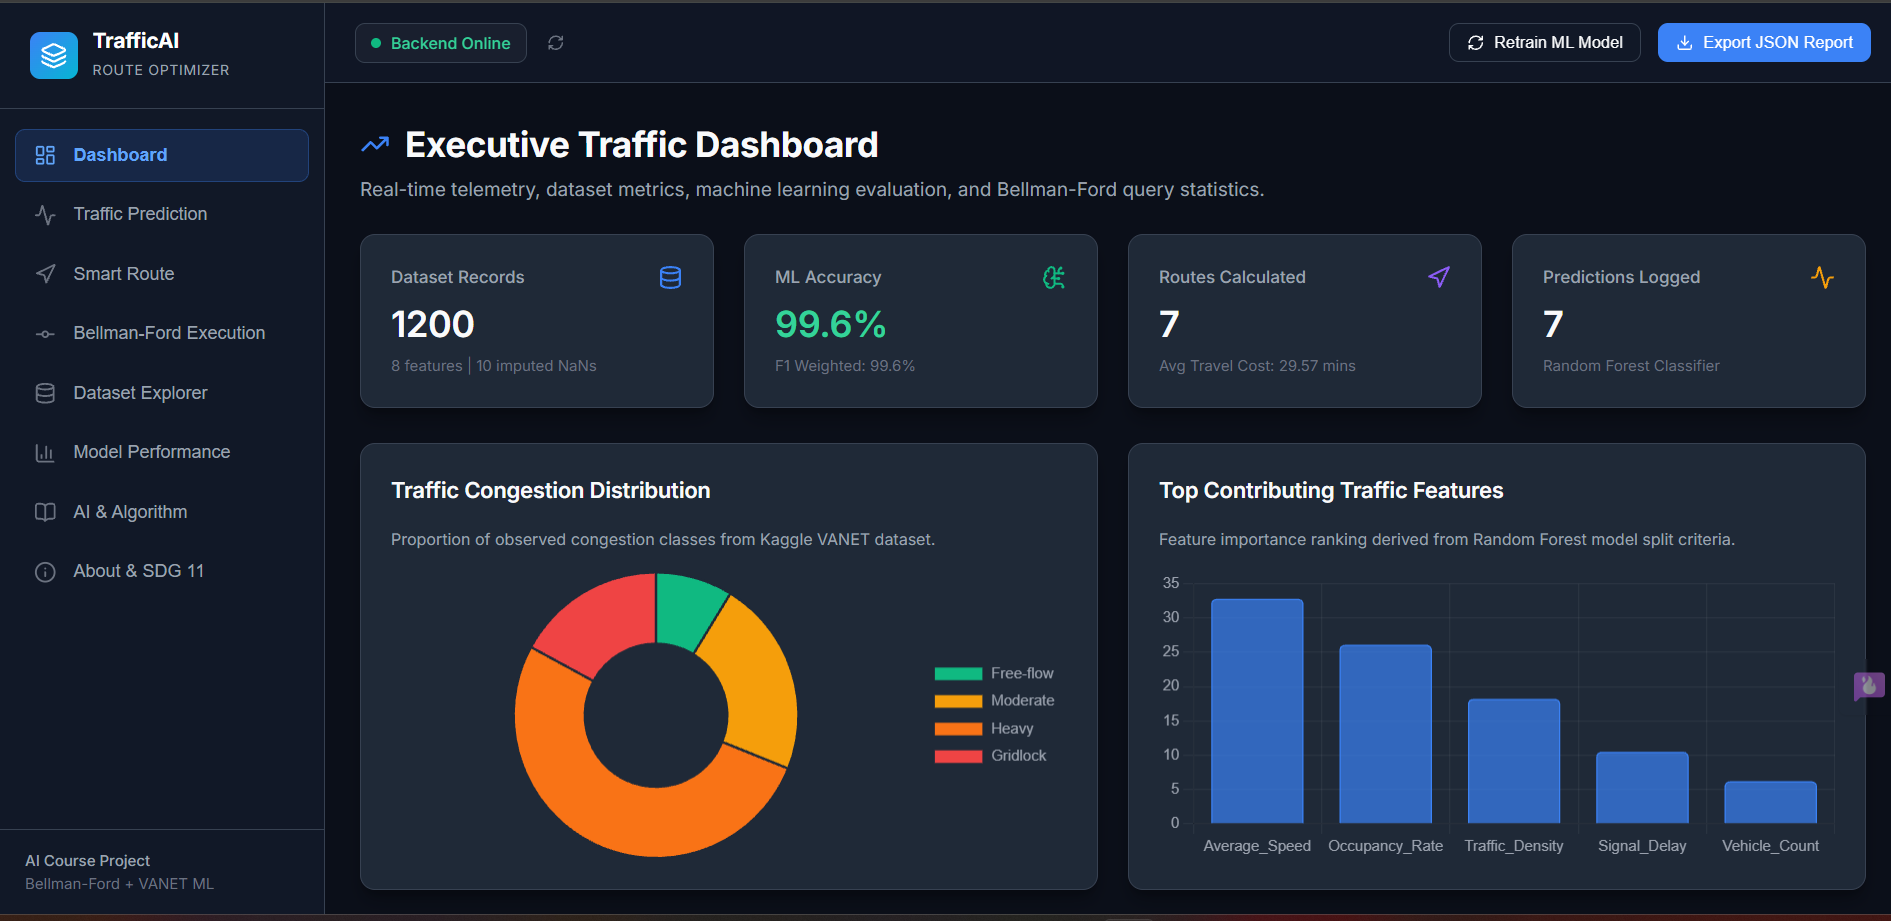 TrafficAI
ROUTE OPTIMIZER
Dashboard
Traffic Prediction
Smart Route
Bellman-Ford Execution
Dataset Explorer
Model Performance
AI & Algorithm
About & SDG 11
AI Course Project
Bellman-Ford + VANET ML
Backend Online
Retrain ML Model
Export JSON Report
Executive Traffic Dashboard
Real-time telemetry, dataset metrics, machine learning evaluation, and Bellman-Ford query statistics.
Dataset Records
1200
8 features | 10 imputed NaNs
ML Accuracy
99.6%
F1 Weighted: 99.6%
Routes Calculated
7
Avg Travel Cost: 29.57 mins
Predictions Logged
7
Random Forest Classifier
Traffic Congestion Distribution
Proportion of observed congestion classes from Kaggle VANET dataset.
Free-flow
Moderate
Heavy
Gridlock
Top Contributing Traffic Features
Feature importance ranking derived from Random Forest model split criteria.
35
30
25
20
15
10
5
0
Average_Speed Occupancy_Rate Traffic_Density Signal_Delay Vehicle_Count